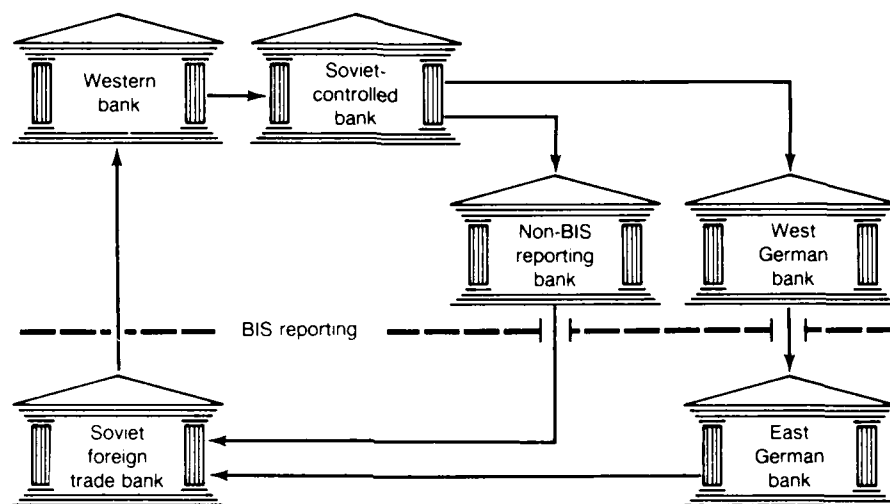 Western
bank
Soviet-
controlled
bank
Non-BIS
reporting
bank
West
German
bank
BIS reporting
Soviet
foreign
trade bank
East
German
bank